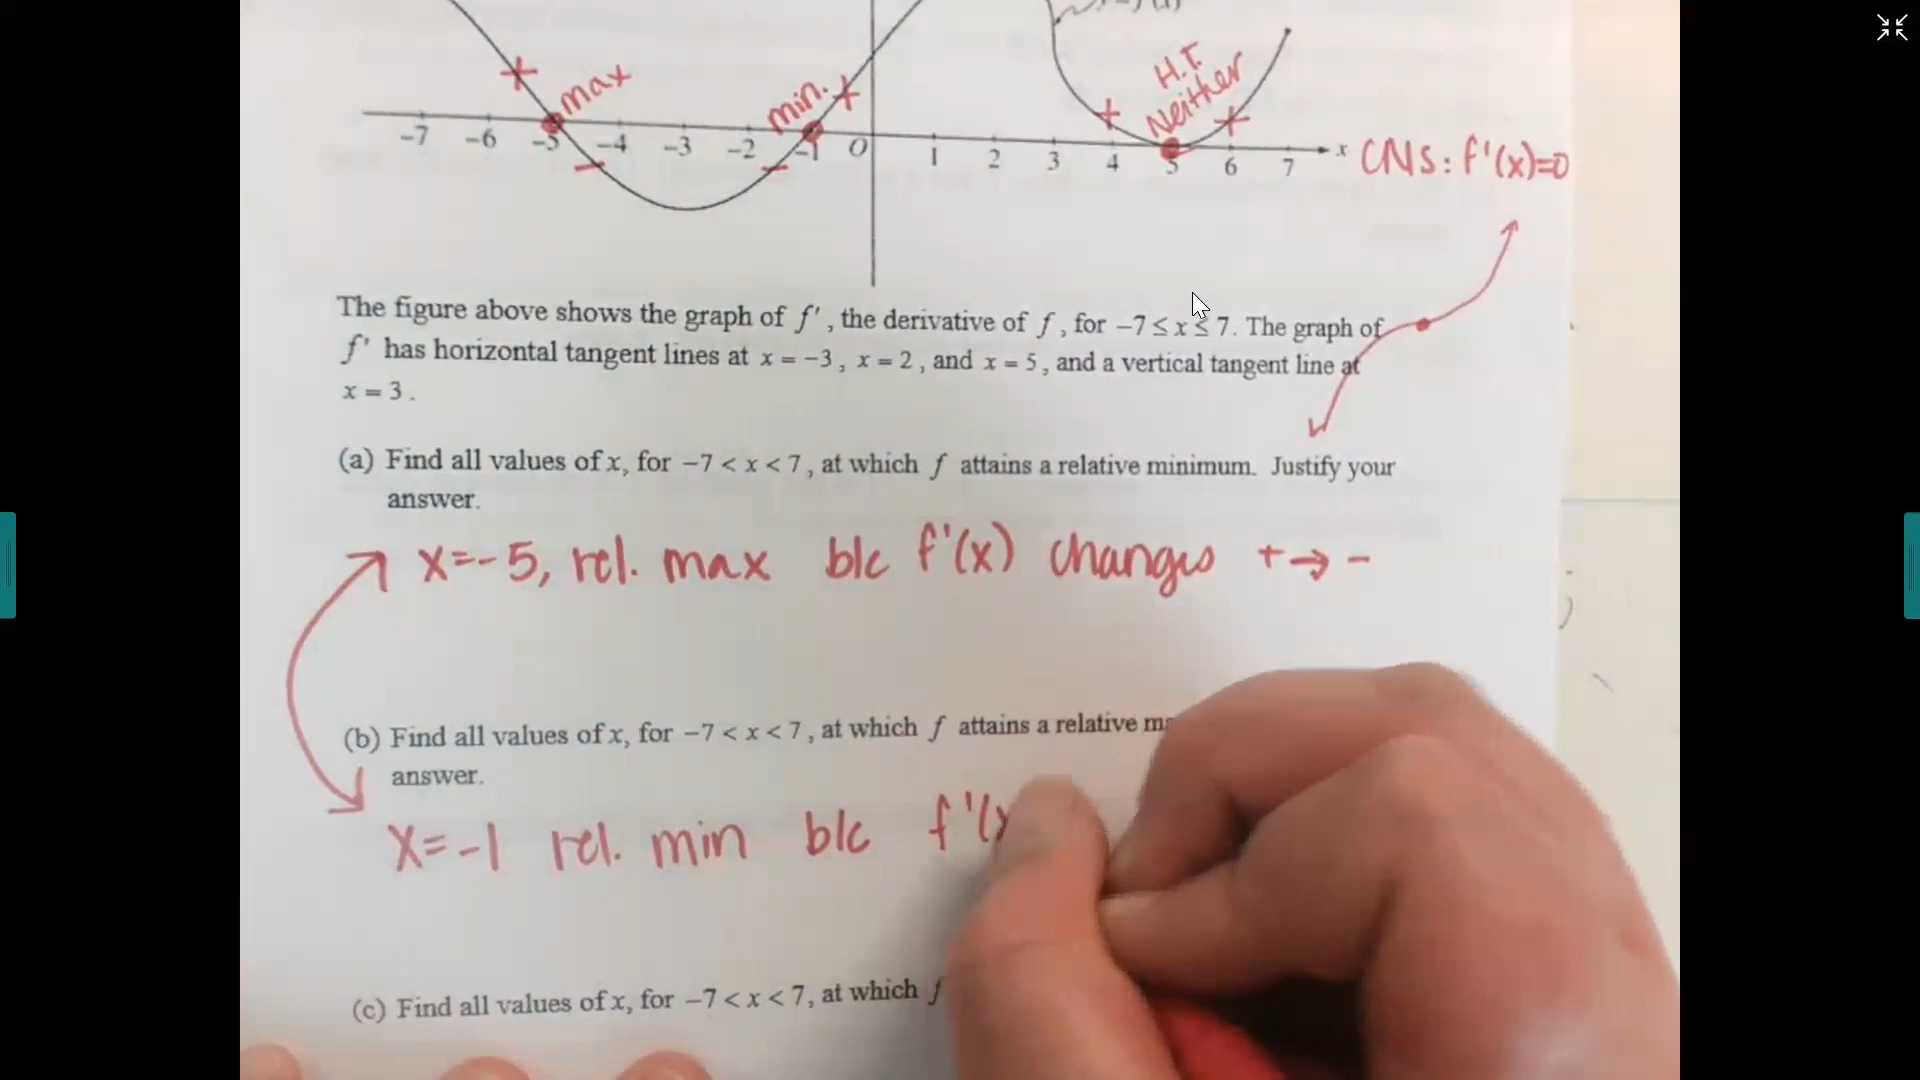 max
min.
H.T.
Neither
-7 -6 -5 -4 -3 -2 -1 O 1 2 3 4 5 6 7 x
CNS: f'(x)=0
The figure above shows the graph of f', the derivative of f, for -7 ≤ x ≤ 7. The graph of
f' has horizontal tangent lines at x = -3, x = 2, and x = 5, and a vertical tangent line at
x = 3.
(a) Find all values of x, for -7 < x < 7, at which f attains a relative minimum. Justify your
answer.
x=-5, rel. max b/c f'(x) changes + → -
(b) Find all values of x, for -7 < x < 7, at which f attains a relative
answer.
x=-1 rel. min b/c f'(x
(c) Find all values of x, for -7 < x < 7, at which f